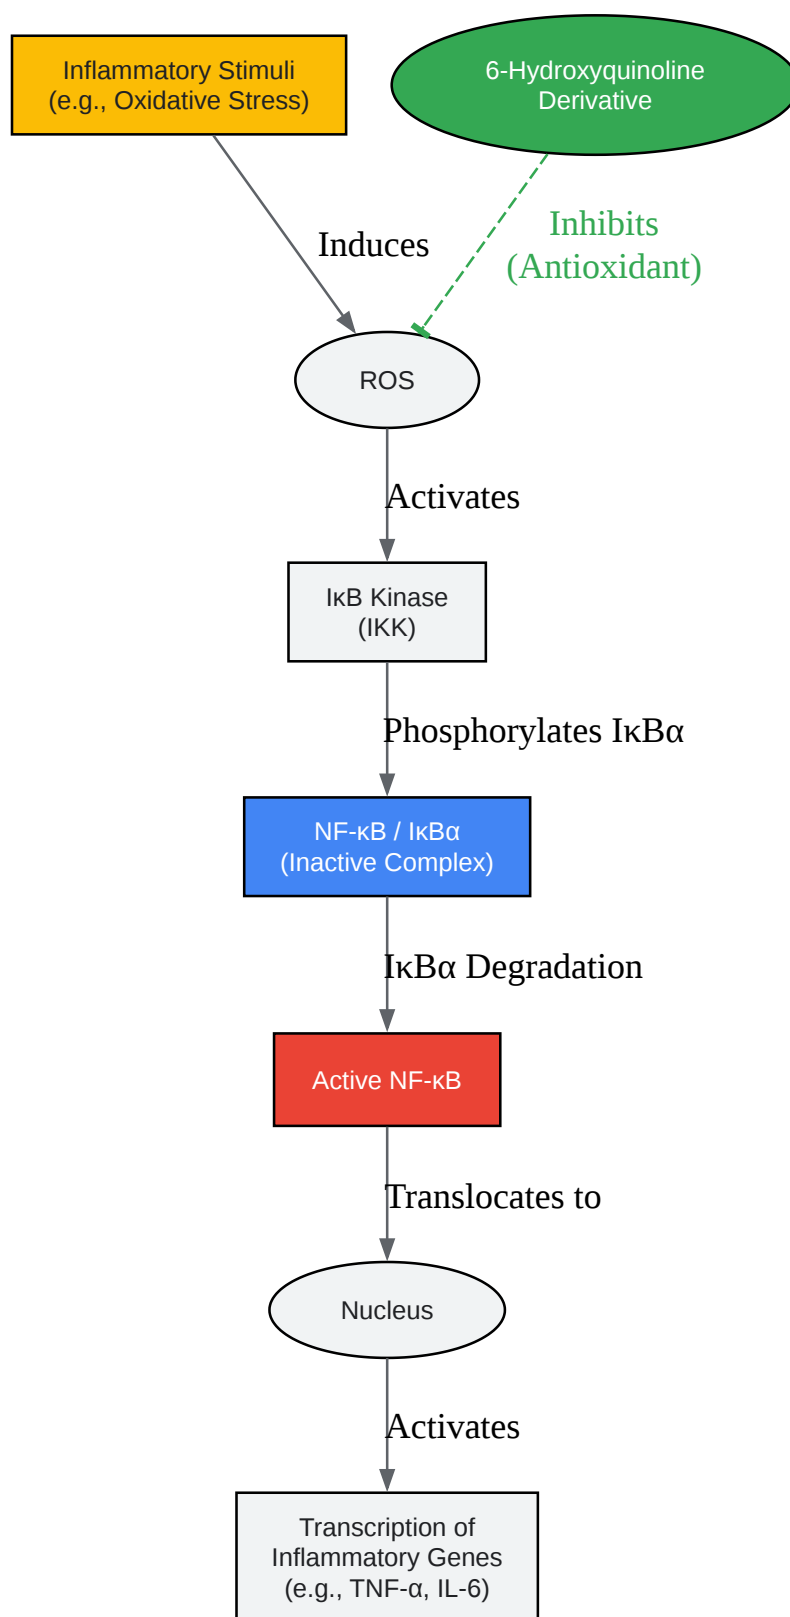 Inflammatory Stimuli
(e.g., Oxidative Stress)
6-Hydroxyquinoline
Derivative
Induces
Inhibits
(Antioxidant)
ROS
Activates
IκB Kinase
(IKK)
Phosphorylates IκBα
NF-κB / IκBα
(Inactive Complex)
IκBα Degradation
Active NF-κB
Translocates to
Nucleus
Activates
Transcription of
Inflammatory Genes
(e.g., TNF-α, IL-6)